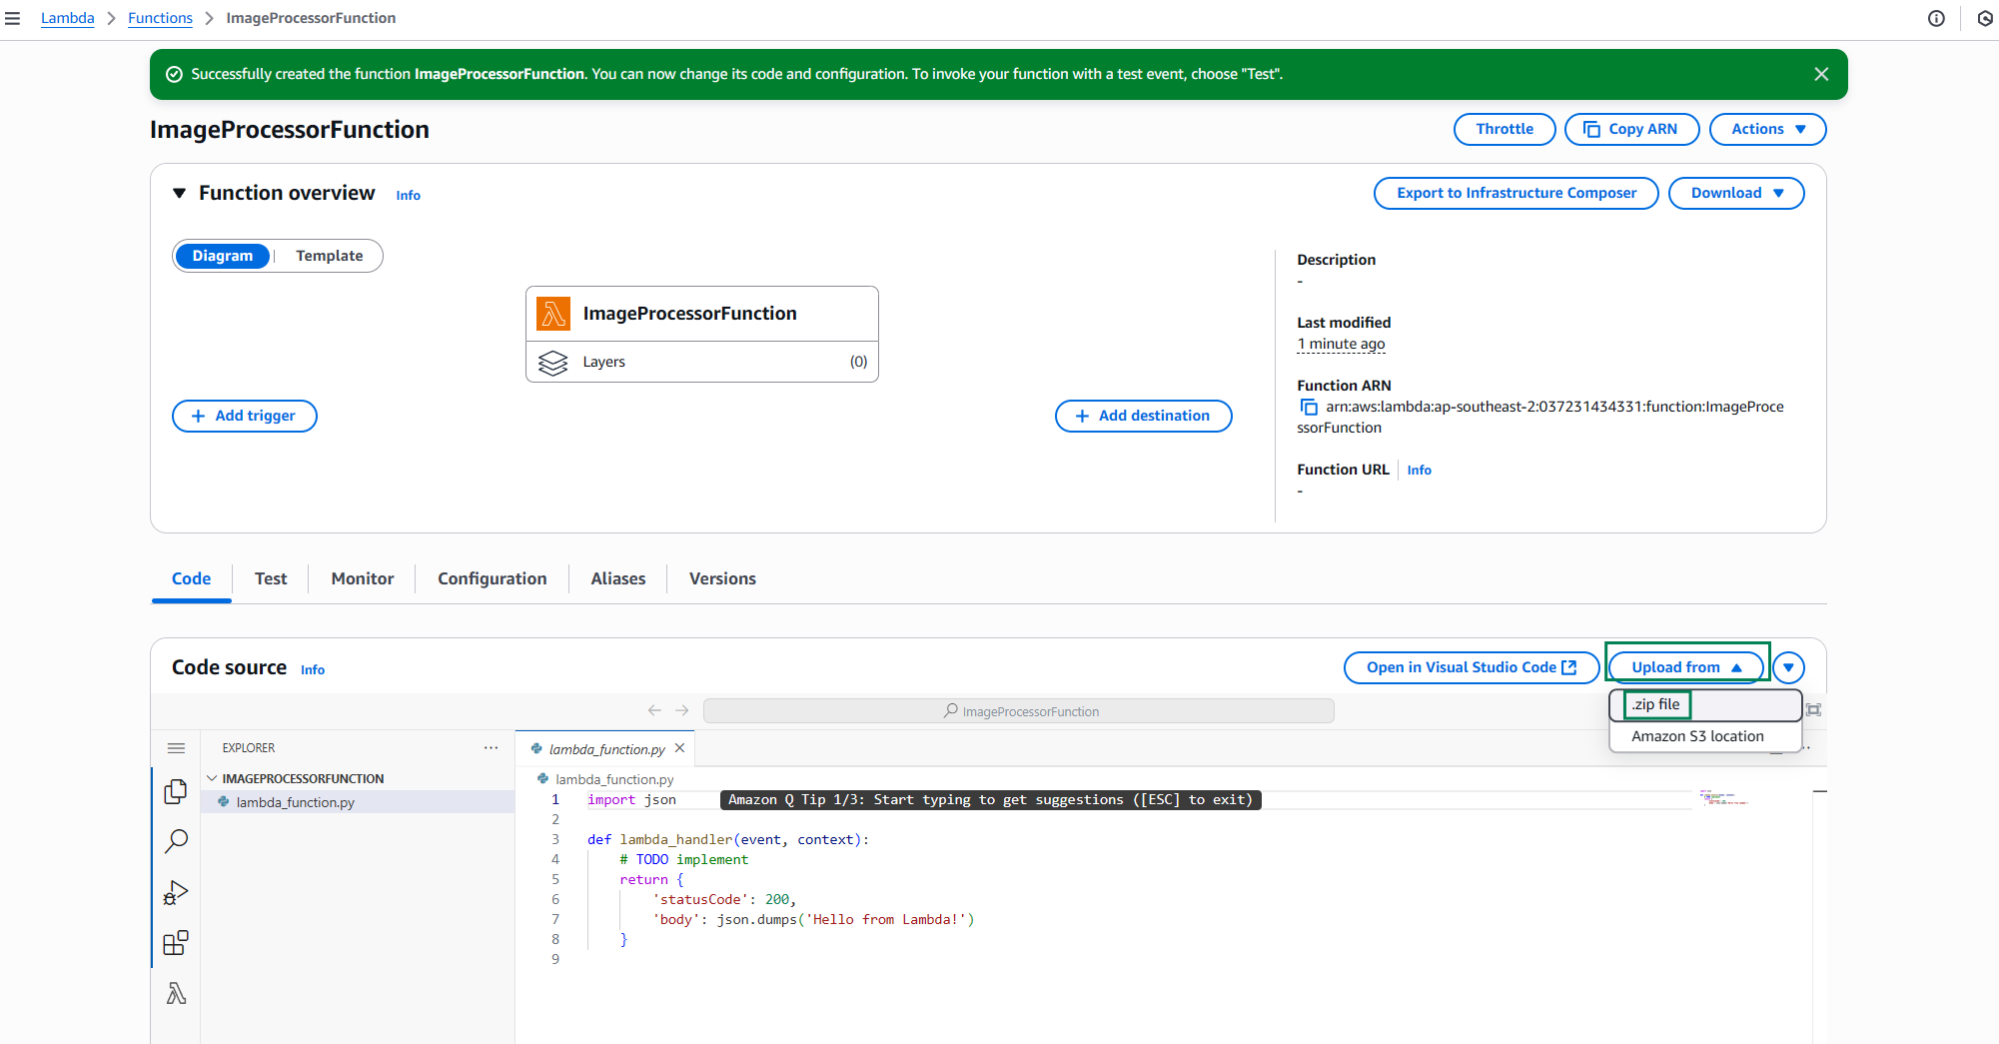 Lambda > Functions > ImageProcessorFunction
Successfully created the function ImageProcessorFunction. You can now change its code and configuration. To invoke your function with a test event, choose "Test".
ImageProcessorFunction
Throttle
Copy ARN
Actions
Function overview Info
Export to Infrastructure Composer
Download
Diagram
Template
ImageProcessorFunction
Layers (0)
Add trigger
Add destination
Description
-
Last modified
1 minute ago
Function ARN
arn:aws:lambda:ap-southeast-2:037231434331:function:ImageProce
ssorFunction
Function URL Info
-
Code
Test
Monitor
Configuration
Aliases
Versions
Code source Info
Open in Visual Studio Code
Upload from
.zip file
Amazon S3 location
ImageProcessorFunction
EXPLORER
IMAGEPROCESSORFUNCTION
lambda_function.py
lambda_function.py
lambda_function.py
1 import json Amazon Q Tip 1/3: Start typing to get suggestions ([ESC] to exit)
2
3 def lambda_handler(event, context):
4 # TODO implement
5 return {
6 'statusCode': 200,
7 'body': json.dumps('Hello from Lambda!')
8 }
9